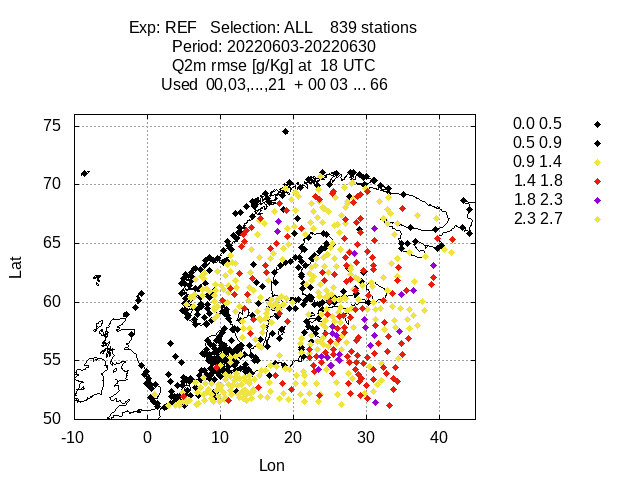 Exp: REF   Selection: ALL    839 stations
Period: 20220603-20220630
Q2m rmse [g/Kg] at  18 UTC
Used  00,03,...,21  + 00 03 ... 66
75
70
65
60
55
50
Lat
-10 0 10 20 30 40
Lon
0.0 0.5
0.5 0.9
0.9 1.4
1.4 1.8
1.8 2.3
2.3 2.7